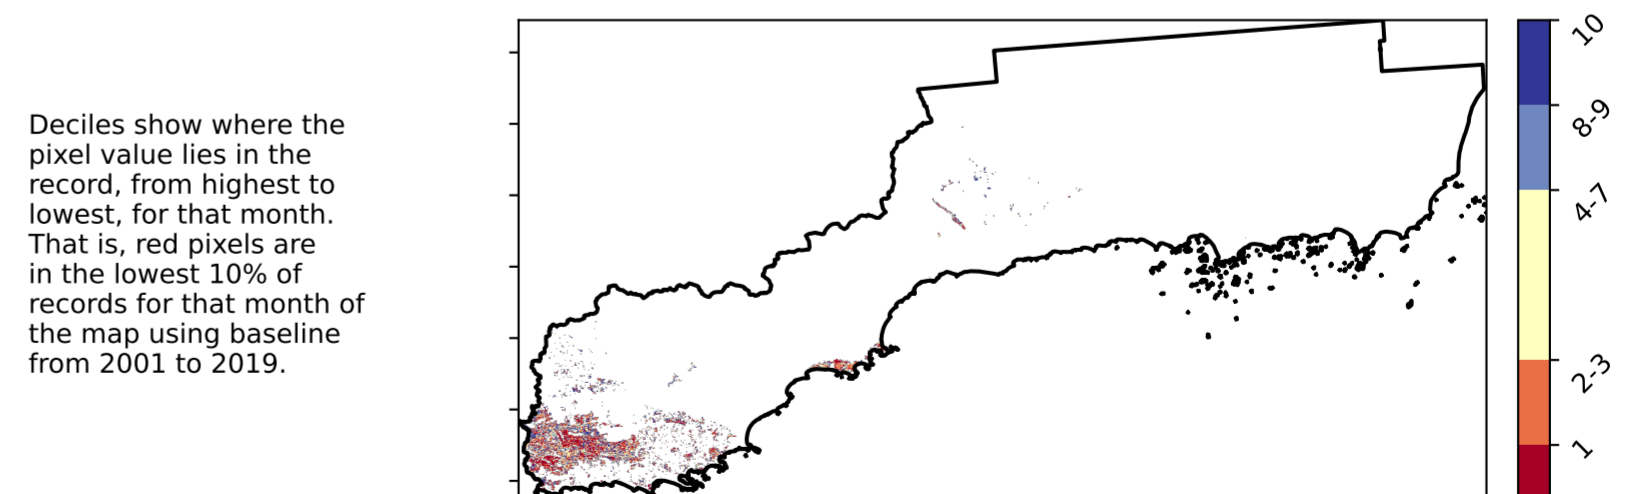 Deciles show where the
pixel value lies in the
record, from highest to
lowest, for that month.
That is, red pixels are
in the lowest 10% of
records for that month of
the map using baseline
from 2001 to 2019.
10
8-9
4-7
2-3
1